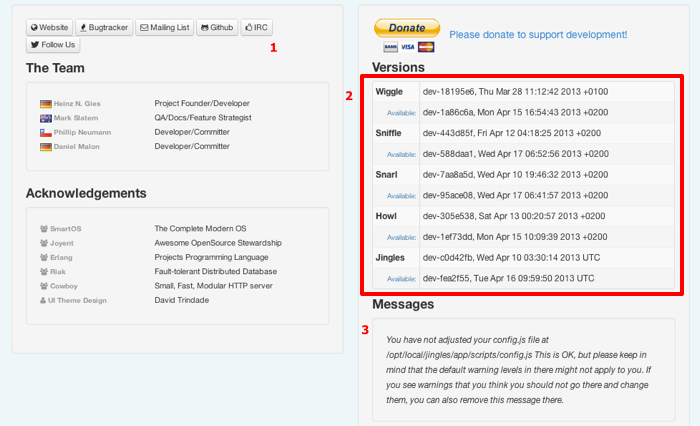 Website Bugtracker Mailing List Github IRC
Follow Us
1
The Team
Heinz N. Gies Project Founder/Developer
Mark Slatem QA/Docs/Feature Strategist
Phillip Neumann Developer/Committer
Daniel Malon Developer/Committer
Acknowledgements
SmartOS The Complete Modern OS
Joyent Awesome OpenSource Stewardship
Erlang Projects Programming Language
Riak Fault-tolerant Distributed Database
Cowboy Small, Fast, Modular HTTP server
UI Theme Design David Trindade
Donate
Please donate to support development!
BANK VISA
Versions
2
Wiggle dev-18195e6, Thu Mar 28 11:12:42 2013 +0100
Available: dev-1a86c6a, Mon Apr 15 16:54:43 2013 +0200
Sniffle dev-443d85f, Fri Apr 12 04:18:25 2013 +0200
Available: dev-588daa1, Wed Apr 17 06:52:56 2013 +0200
Snarl dev-7aa8a5d, Wed Apr 10 19:46:32 2013 +0200
Available: dev-95ace08, Wed Apr 17 06:41:57 2013 +0200
Howl dev-305e538, Sat Apr 13 00:20:57 2013 +0200
Available: dev-1ef73dd, Mon Apr 15 10:09:39 2013 +0200
Jingles dev-c0d42fb, Wed Apr 10 03:30:14 2013 UTC
Available: dev-fea2f55, Tue Apr 16 09:59:50 2013 UTC
Messages
3
You have not adjusted your config.js file at
/opt/local/jingles/app/scripts/config.js This is OK, but please keep in
mind that the default warning levels in there might not apply to you. If
you see warnings that you think you should not go there and change
them, you can also remove this message there.